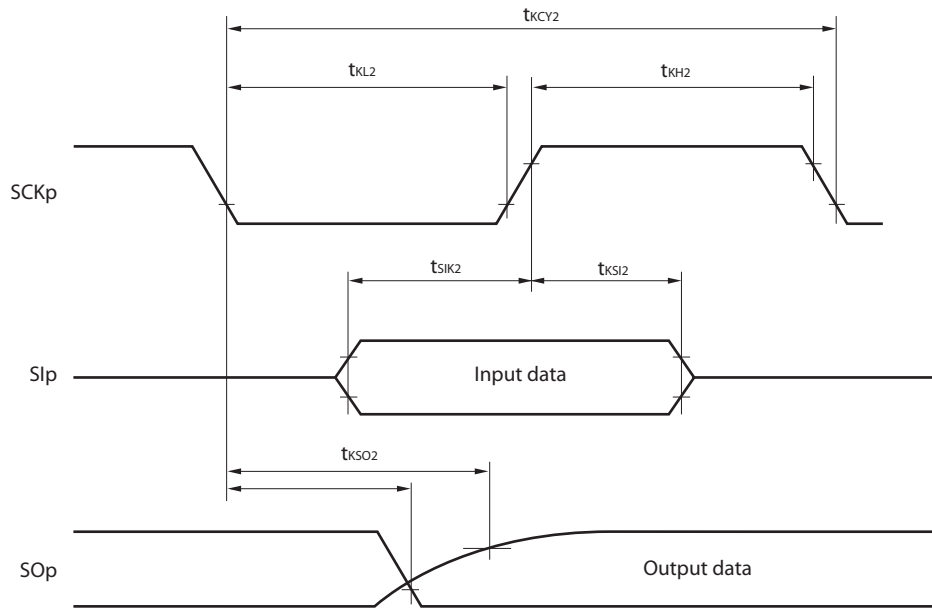 tKCY2
tKL2
tKH2
SCKp
tSIK2
tKSI2
SIp
Input data
tKSO2
SOp
Output data